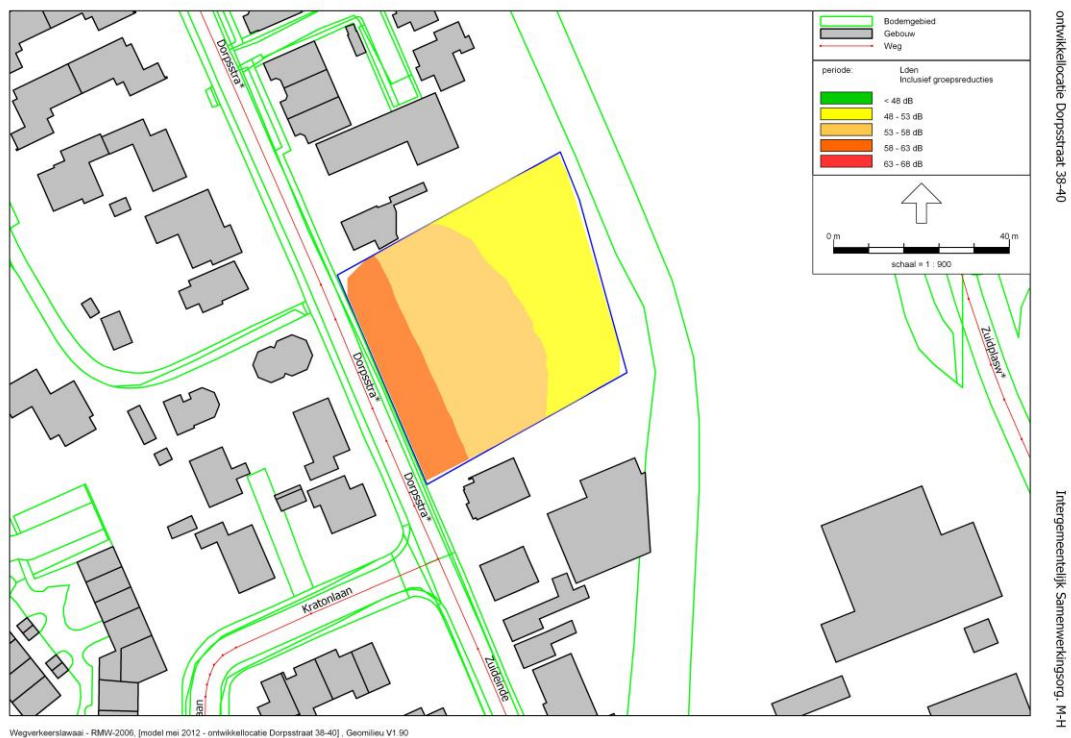 Bodemgebied
Gebouw
Weg
periode: Lden
Inclusief groepsreducties
< 48 dB
48 - 53 dB
53 - 58 dB
58 - 63 dB
63 - 68 dB
0 m 40 m
schaal = 1 : 900
ontwikkellocatie Dorpsstraat 38-40
Intergemeentelijk Samenwerkingsorg. M-H
Dorpsstra*
Dorpsstra*
Dorpsstra*
Zuidplasw*
Kratonlaan
Zuideinde
aan
Wegverkeerslawaai - RMW-2006, [model mei 2012 - ontwikkellocatie Dorpsstraat 38-40] , Geomilieu V1.90